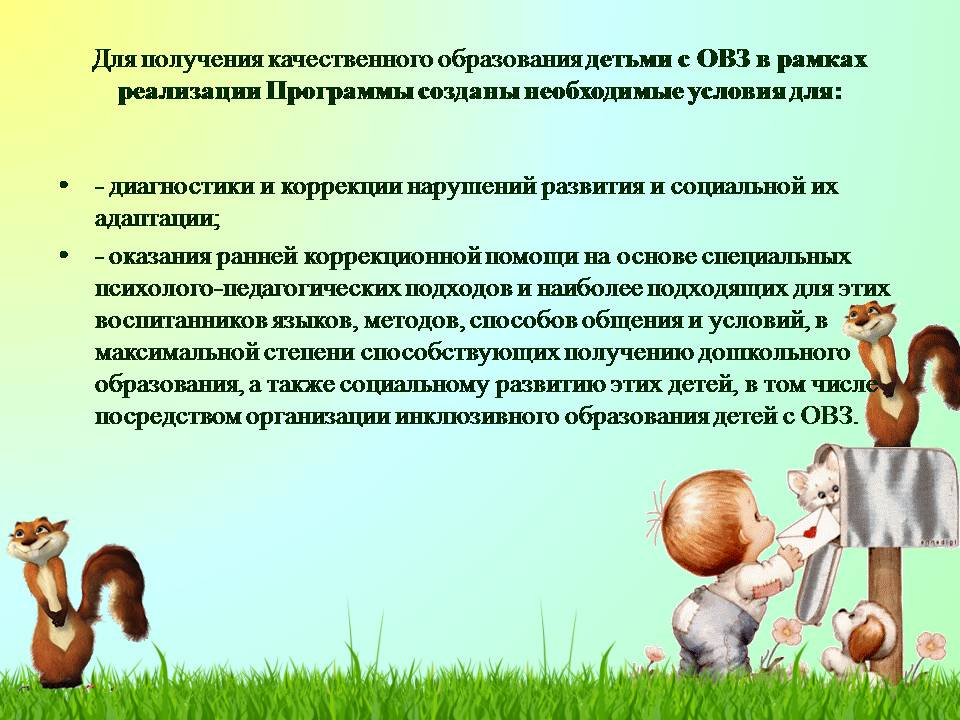 Для получения качественного образования детьми с ОВЗ в рамках
реализации Программы созданы необходимые условия для:
• - диагностики и коррекции нарушений развития и социальной их
адаптации;
• - оказания ранней коррекционной помощи на основе специальных
психолого-педагогических подходов и наиболее подходящих для этих
воспитанников языков, методов, способов общения и условий, в
максимальной степени способствующих получению дошкольного
образования, а также социальному развитию этих детей, в том числе
посредством организации инклюзивного образования детей с ОВЗ.